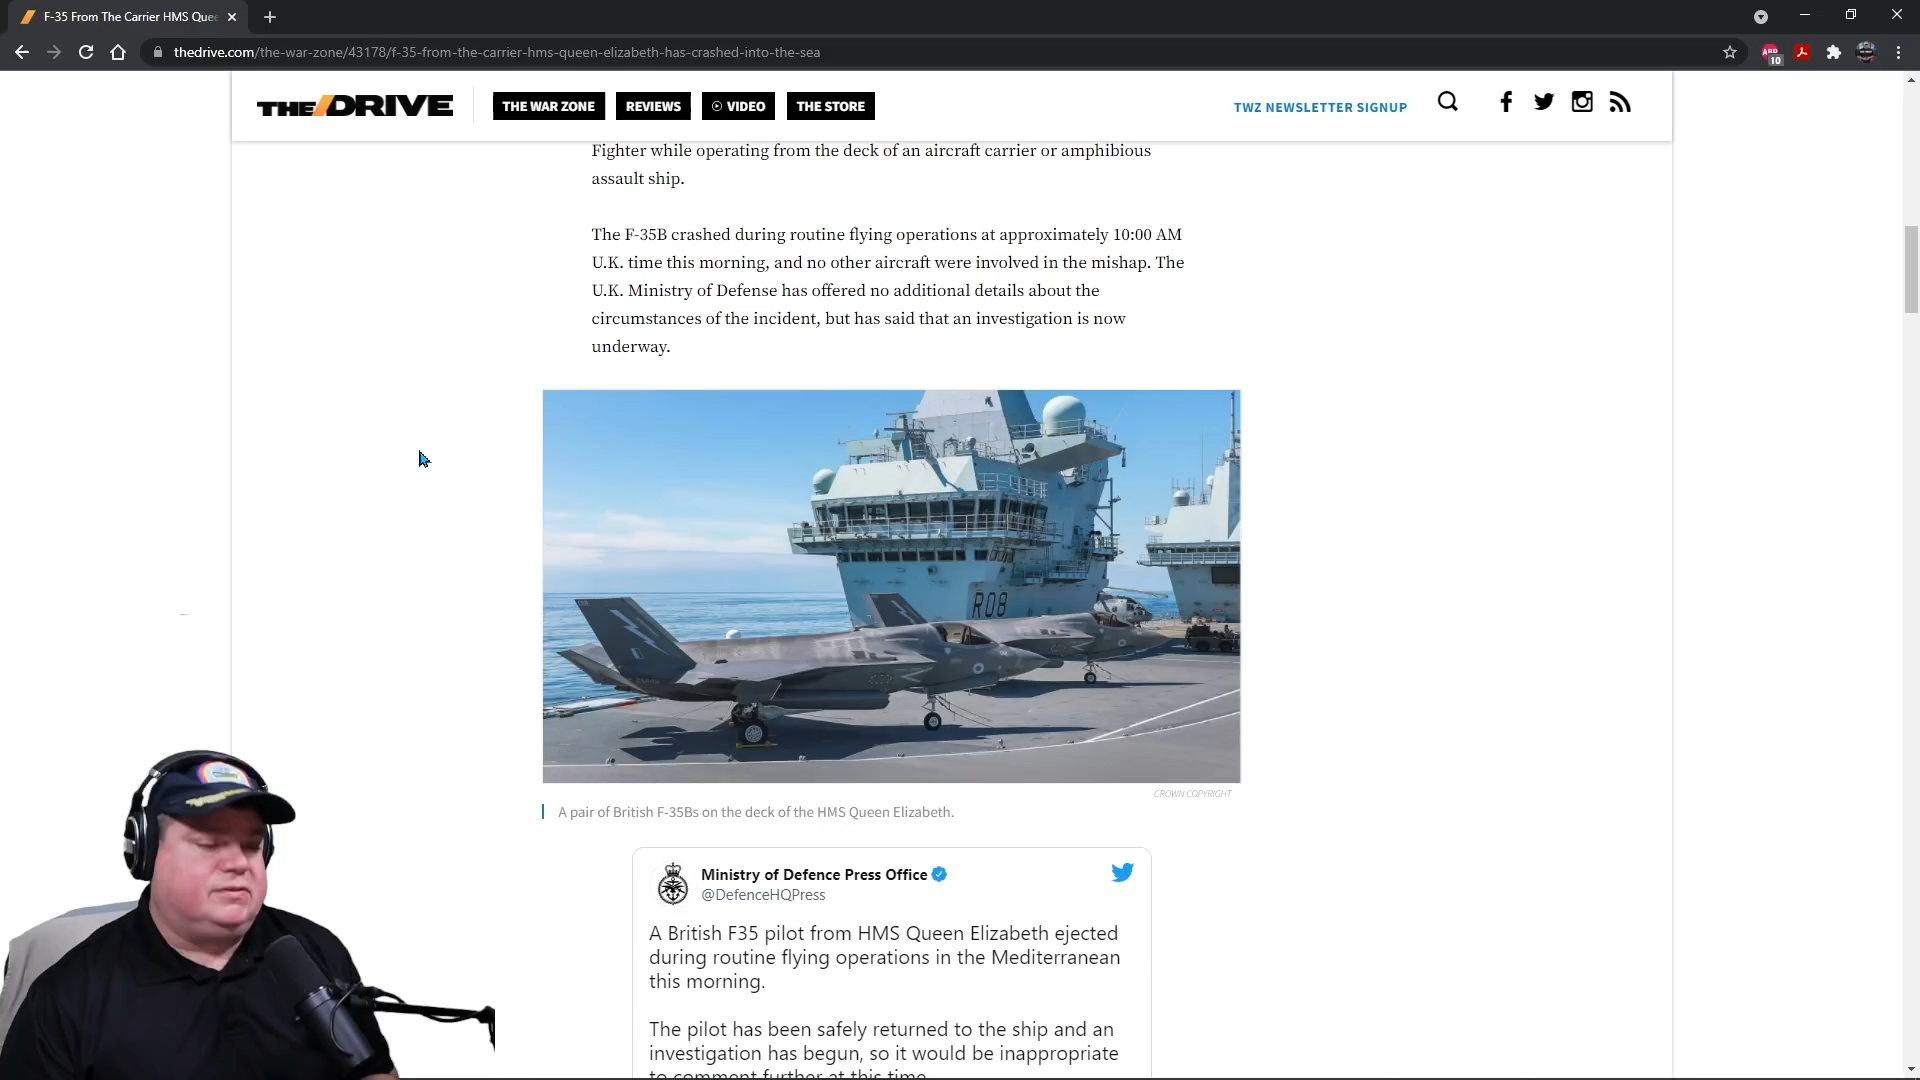 F-35 From The Carrier HMS Quee
thedrive.com/the-war-zone/43178/f-35-from-the-carrier-hms-queen-elizabeth-has-crashed-into-the-sea
ABP
10
THE DRIVE
THE WAR ZONE
REVIEWS
VIDEO
THE STORE
TWZ NEWSLETTER SIGNUP
Fighter while operating from the deck of an aircraft carrier or amphibious
assault ship.
The F-35B crashed during routine flying operations at approximately 10:00 AM
U.K. time this morning, and no other aircraft were involved in the mishap. The
U.K. Ministry of Defense has offered no additional details about the
circumstances of the incident, but has said that an investigation is now
underway.
R08
CROWN COPYRIGHT
A pair of British F-35Bs on the deck of the HMS Queen Elizabeth.
Ministry of Defence Press Office
@DefenceHQPress
A British F35 pilot from HMS Queen Elizabeth ejected
during routine flying operations in the Mediterranean
this morning.
The pilot has been safely returned to the ship and an
investigation has begun, so it would be inappropriate
to comment further at this time.